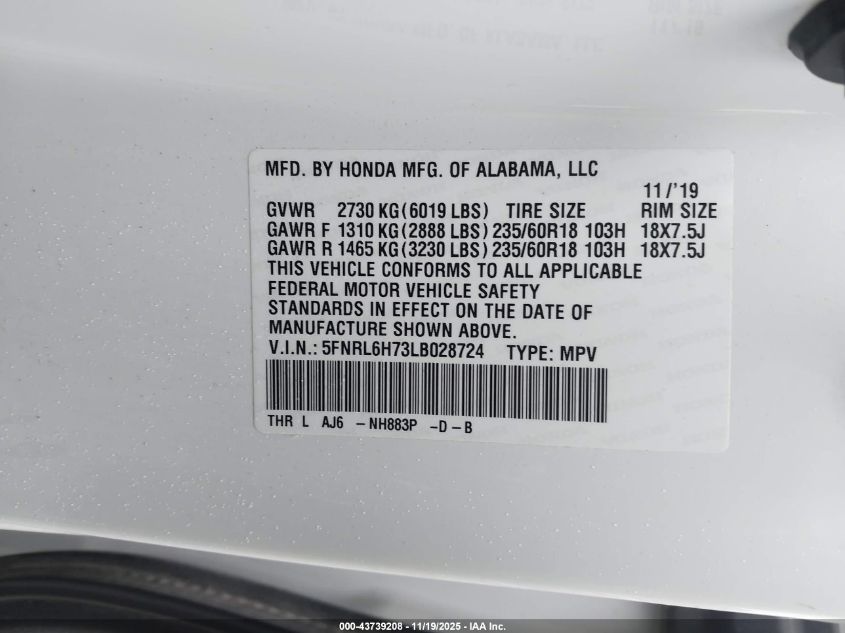 MFD. BY HONDA MFG. OF ALABAMA, LLC
11/'19
GVWR 2730 KG(6019 LBS) TIRE SIZE RIM SIZE
GAWR F 1310 KG(2888 LBS) 235/60R18 103H 18X7.5J
GAWR R 1465 KG(3230 LBS) 235/60R18 103H 18X7.5J
THIS VEHICLE CONFORMS TO ALL APPLICABLE
FEDERAL MOTOR VEHICLE SAFETY
STANDARDS IN EFFECT ON THE DATE OF
MANUFACTURE SHOWN ABOVE.
V.I.N.: 5FNRL6H73LB028724 TYPE: MPV
THR L AJ6 -NH883P -D-B
000-43739208 - 11/19/2025 - IAA Inc.